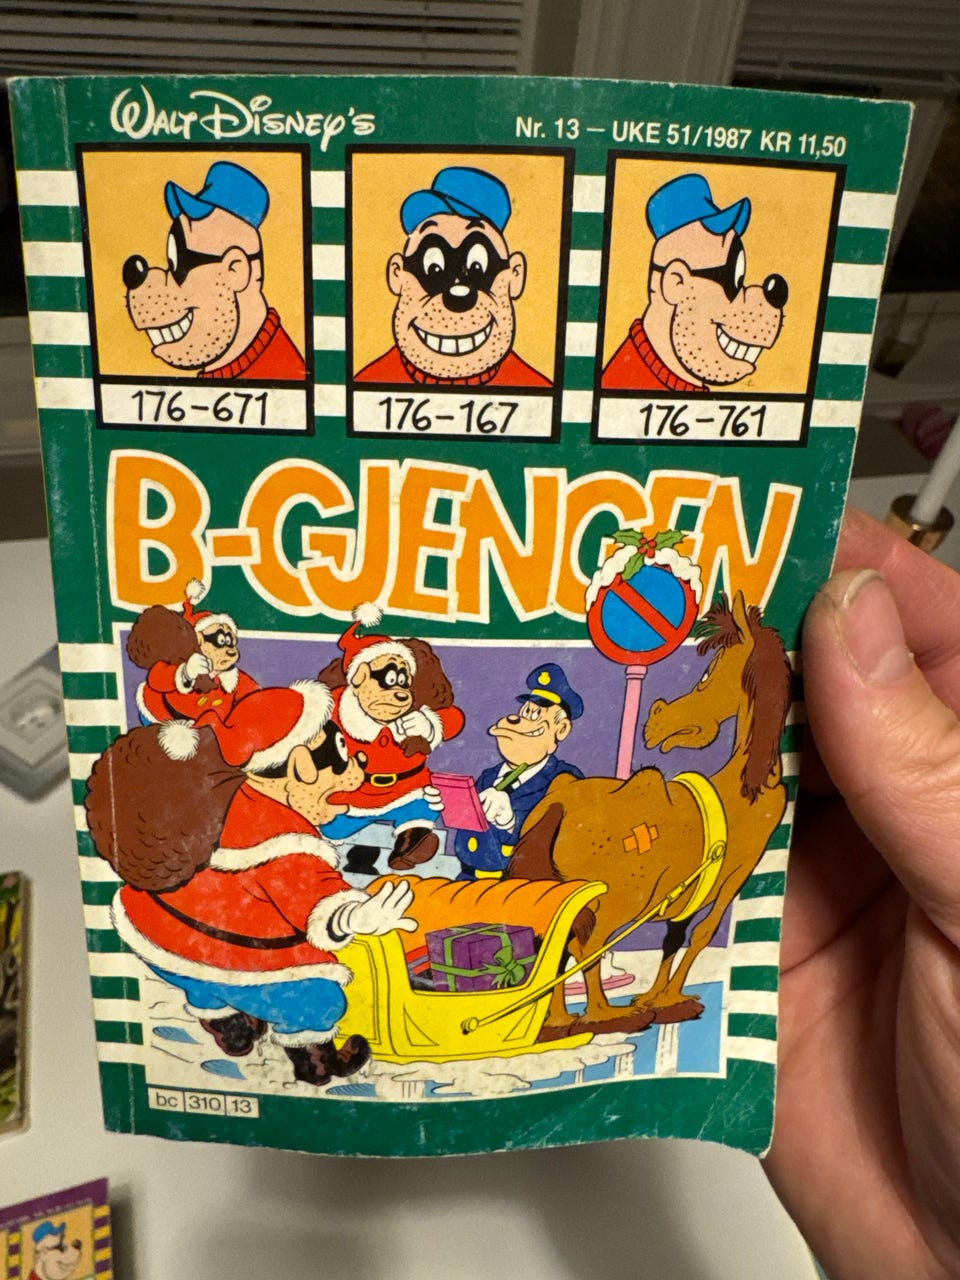 WALT DISNEY'S
Nr. 13 – UKE 51/1987 KR 11,50
176-671
176-167
176-761
B-GJENGEN
bc 310 13